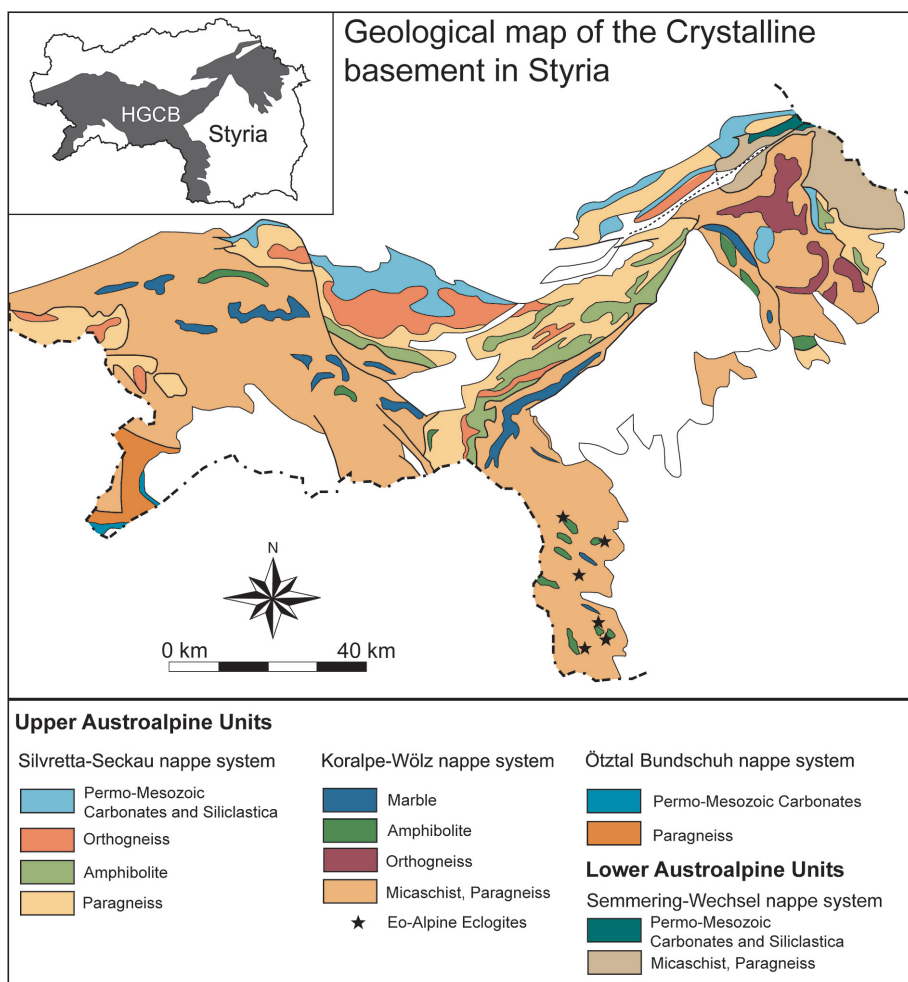 Geological map of the Crystalline
basement in Styria
HGCB
Styria
N
0 km
40 km
Upper Austroalpine Units
Silvretta-Seckau nappe system
Permo-Mesozoic
Carbonates and Siliclastica
Orthogneiss
Amphibolite
Paragneiss
Koralpe-Wölz nappe system
Marble
Amphibolite
Orthogneiss
Micaschist, Paragneiss
Eo-Alpine Eclogites
Ötztal Bundschuh nappe system
Permo-Mesozoic Carbonates
Paragneiss
Lower Austroalpine Units
Semmering-Wechsel nappe system
Permo-Mesozoic
Carbonates and Siliclastica
Micaschist, Paragneiss